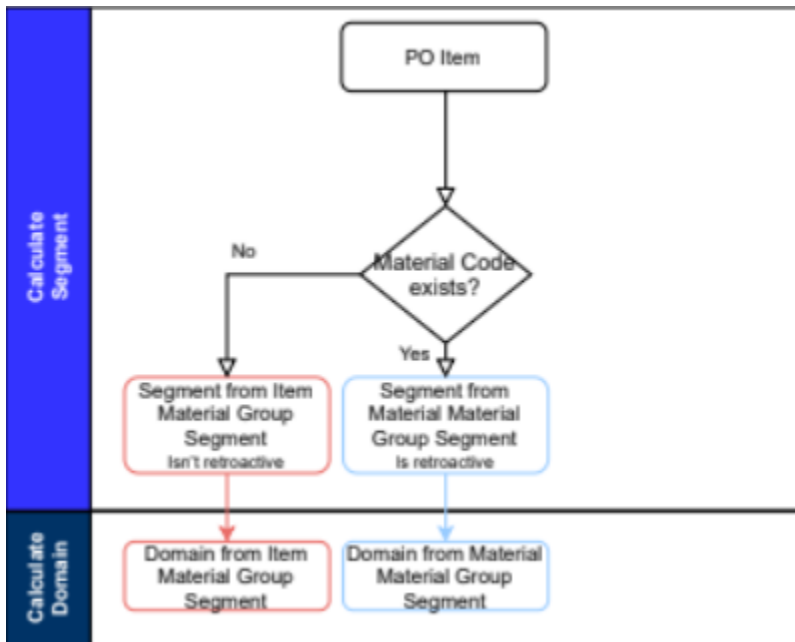 PO Item
Calculate
Segment
Material Code
exists?
No
Yes
Segment from Item
Material Group
Segment
Isn't retroactive
Segment from
Material Material
Group Segment
Is retroactive
Calculate
Domain
Domain from Item
Material Group
Segment
Domain from Material
Material Group
Segment